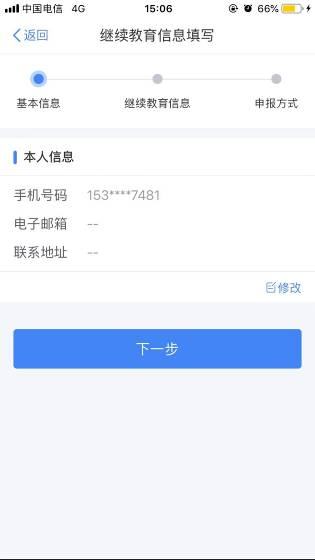 中国电信 4G 15:06 66%
返回 继续教育信息填写
基本信息 继续教育信息 申报方式
本人信息
手机号码 153****7481
电子邮箱 --
联系地址 --
修改
下一步